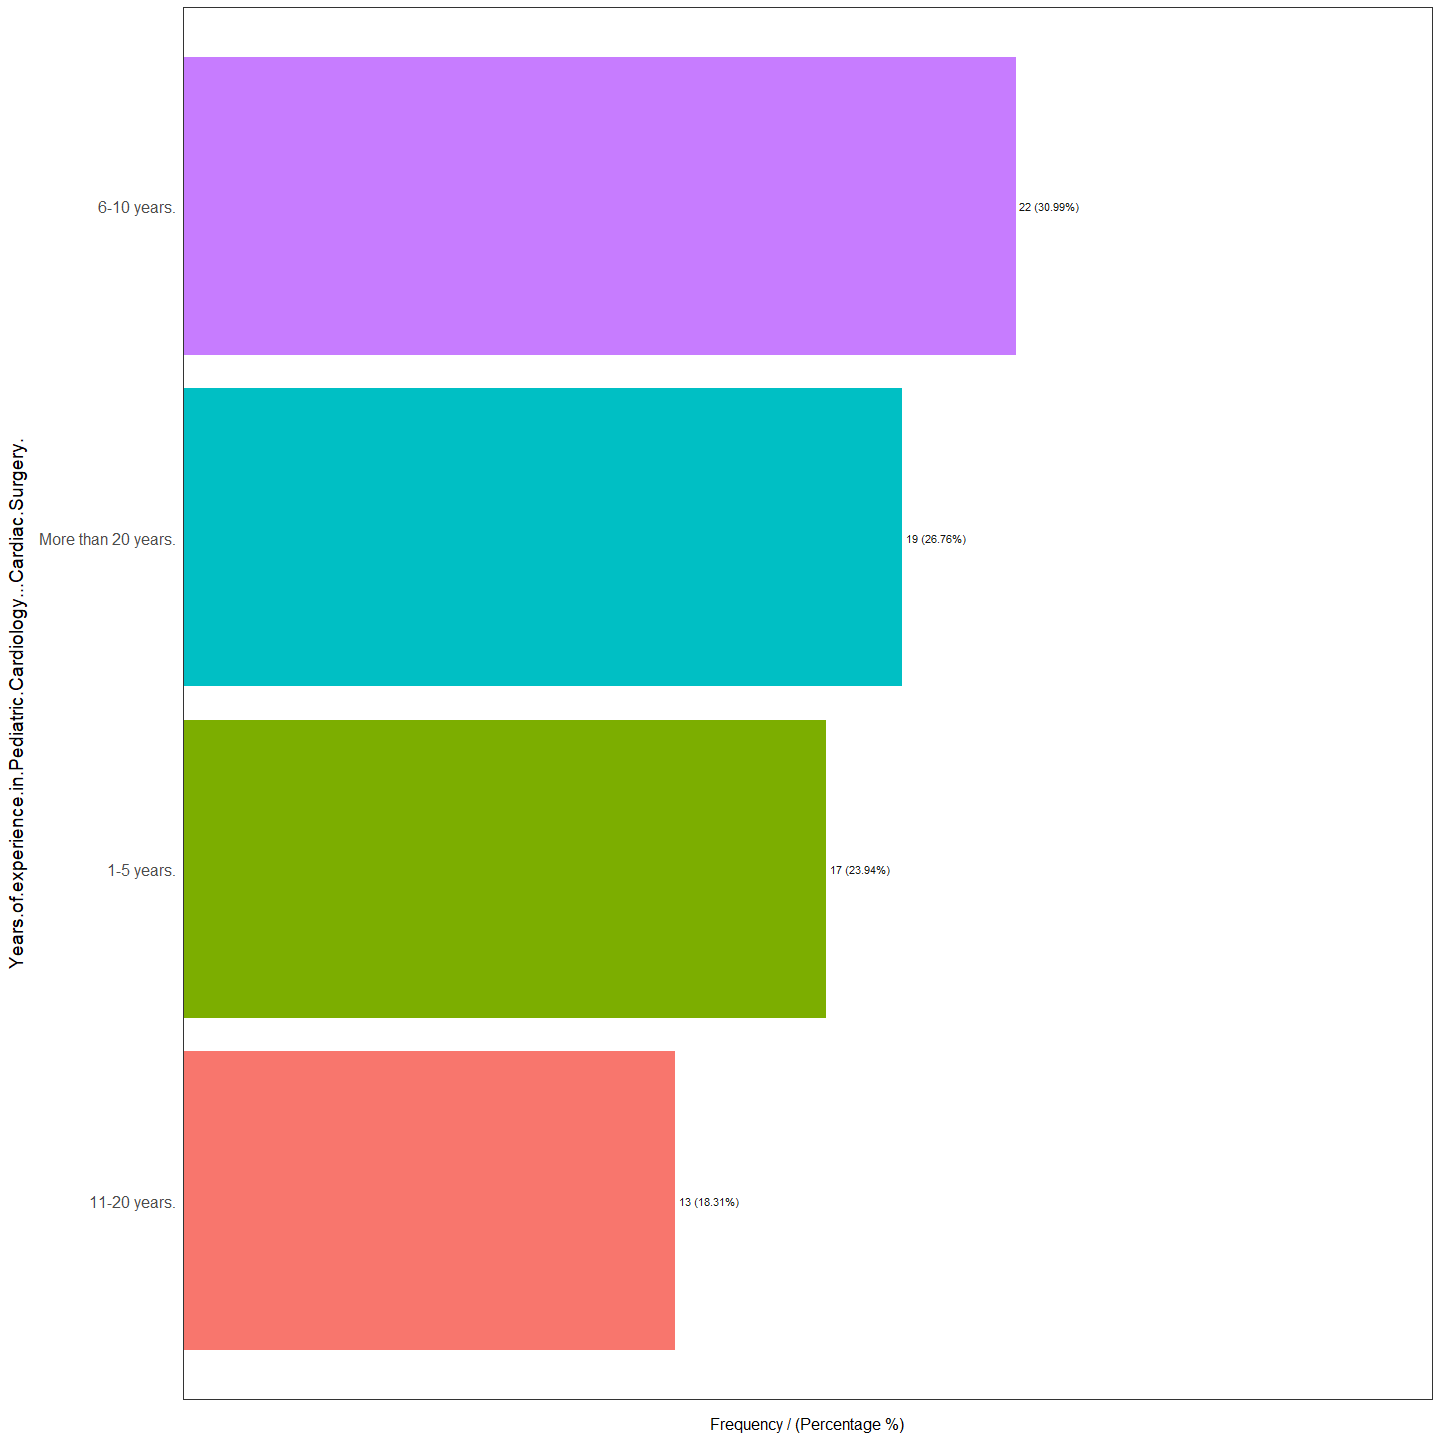 Years.of.experience.in.Pediatric.Cardiology...Cardiac.Surgery.
6-10 years.
22 (30.99%)
More than 20 years.
19 (26.76%)
1-5 years.
17 (23.94%)
11-20 years.
13 (18.31%)
Frequency / (Percentage %)